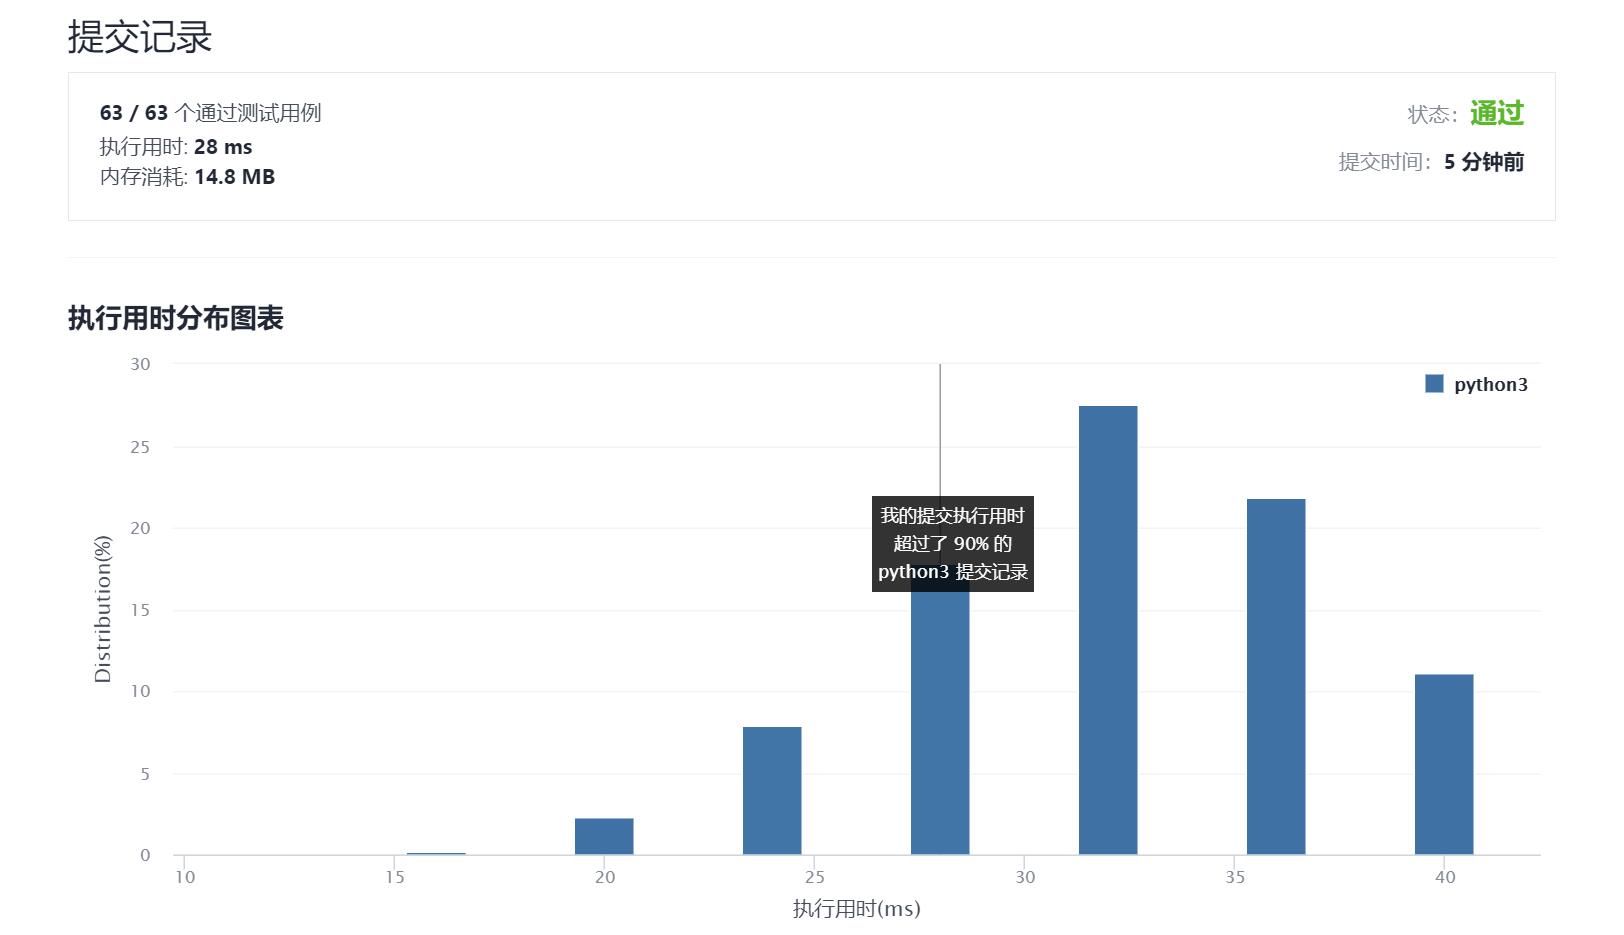 提交记录
63 / 63 个通过测试用例
状态：通过
执行用时: 28 ms
提交时间：5 分钟前
内存消耗: 14.8 MB
执行用时分布图表
30
python3
25
我的提交执行用时
超过了 90% 的
python3 提交记录
20
15
10
5
0
Distribution(%)
10 15 20 25 30 35 40
执行用时(ms)